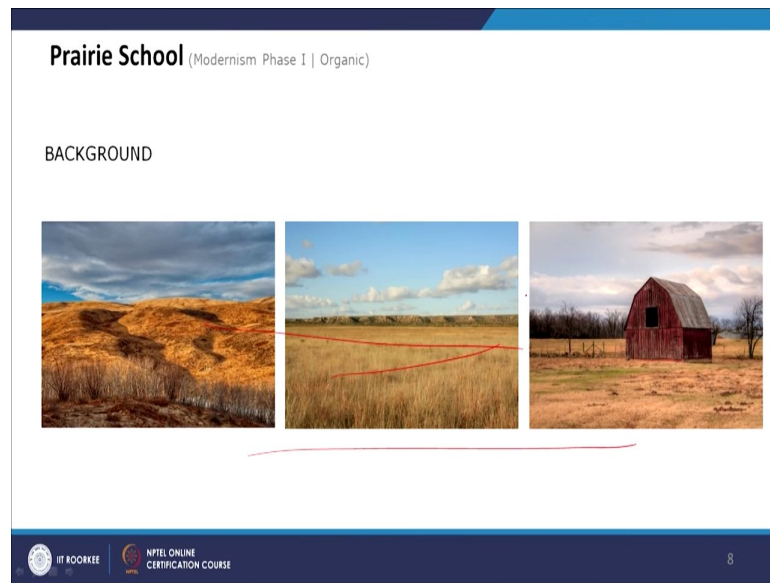 Prairie School (Modernism Phase I | Organic)
BACKGROUND
IIT ROORKEE
NPTEL ONLINE
CERTIFICATION COURSE
8